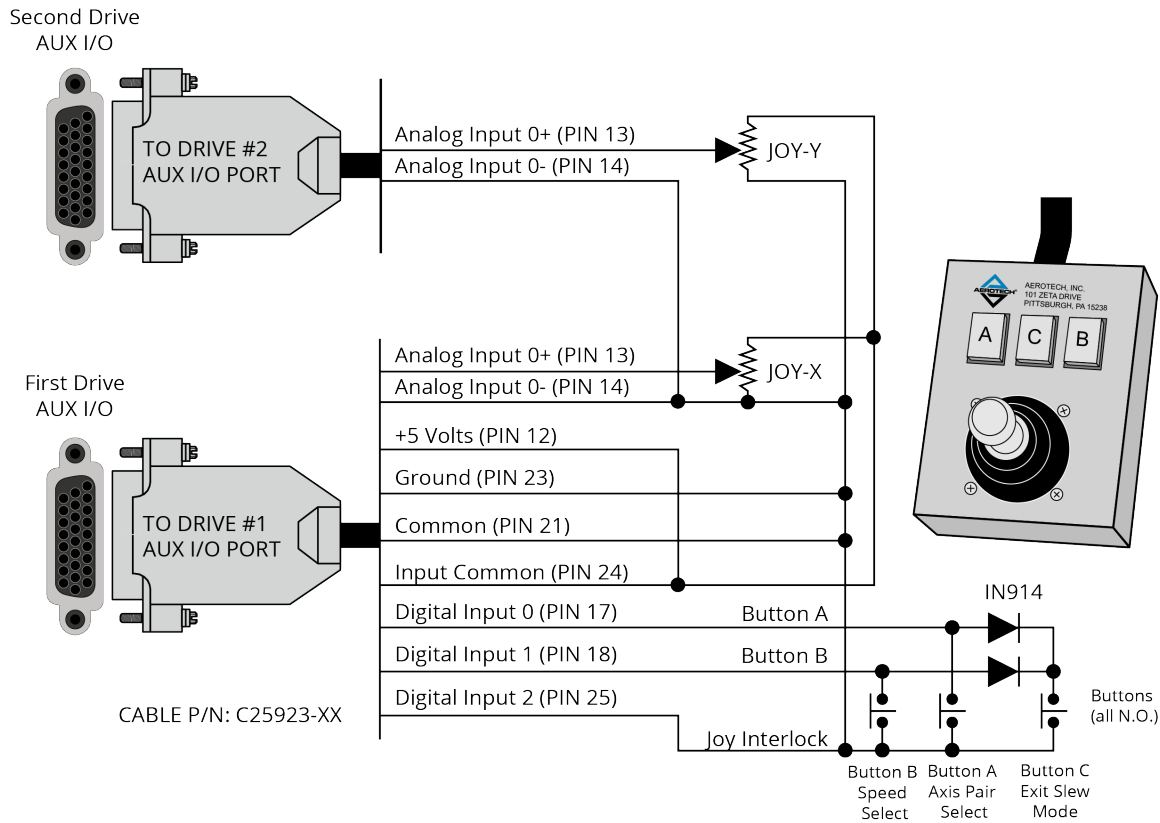 Second Drive
AUX I/O
TO DRIVE #2
AUX I/O PORT
Analog Input 0+ (PIN 13)
Analog Input 0- (PIN 14)
JOY-Y
AEROTECH
AEROTECH, INC.
101 ZETA DRIVE
PITTSBURGH, PA 15238
A
C
B
First Drive
AUX I/O
TO DRIVE #1
AUX I/O PORT
Analog Input 0+ (PIN 13)
Analog Input 0- (PIN 14)
JOY-X
+5 Volts (PIN 12)
Ground (PIN 23)
Common (PIN 21)
Input Common (PIN 24)
Digital Input 0 (PIN 17)
Button A
IN914
Digital Input 1 (PIN 18)
Button B
Digital Input 2 (PIN 25)
Joy Interlock
CABLE P/N: C25923-XX
Buttons
(all N.O.)
Button B
Speed
Select
Button A
Axis Pair
Select
Button C
Exit Slew
Mode